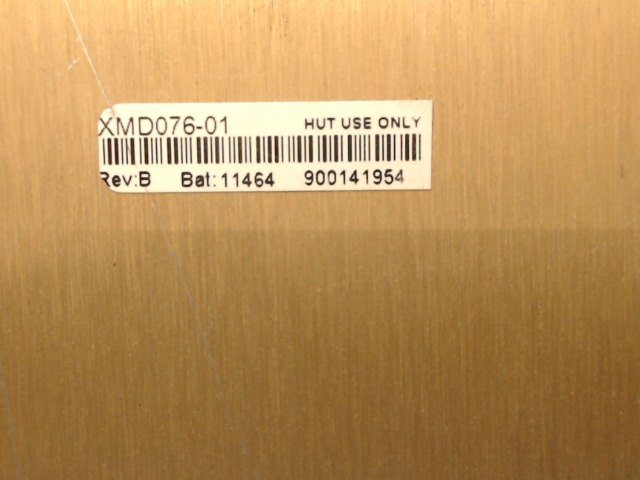 XMD076-01 HUT USE ONLY
Rev:B Bat:11464 900141954